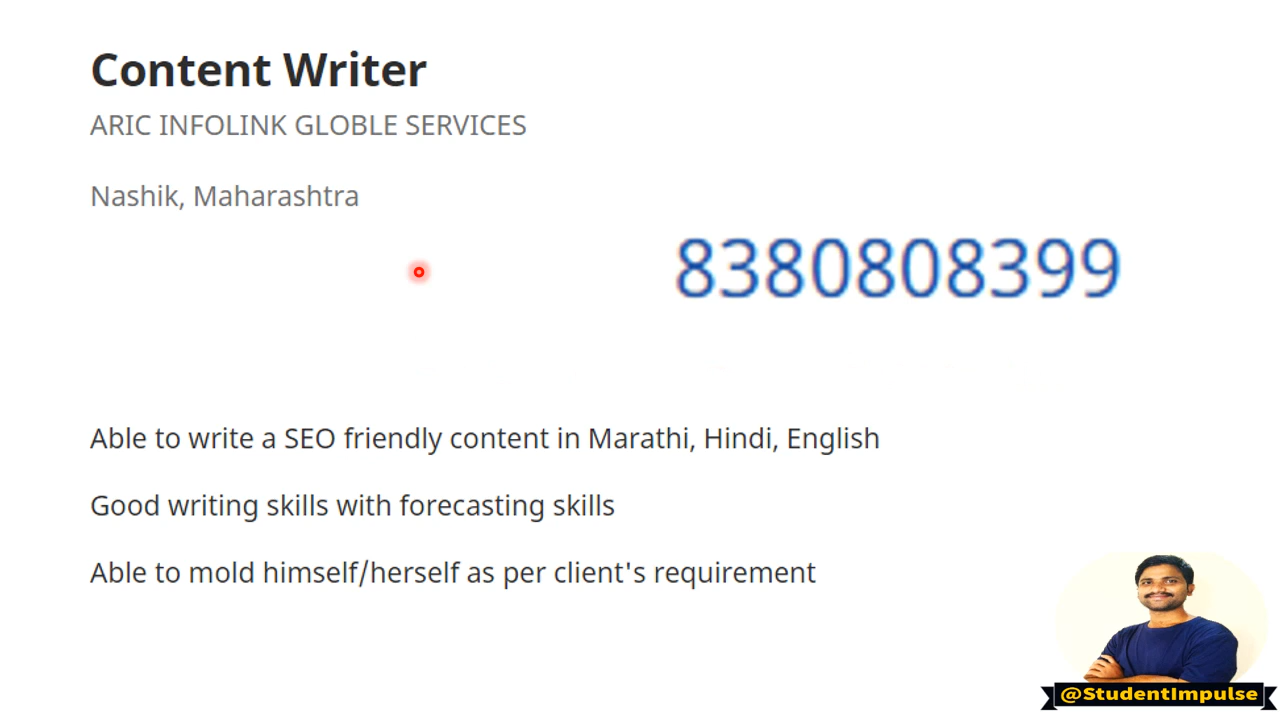 Content Writer
ARIC INFOLINK GLOBLE SERVICES
Nashik, Maharashtra
8380808399
Able to write a SEO friendly content in Marathi, Hindi, English
Good writing skills with forecasting skills
Able to mold himself/herself as per client's requirement
@StudentImpulse